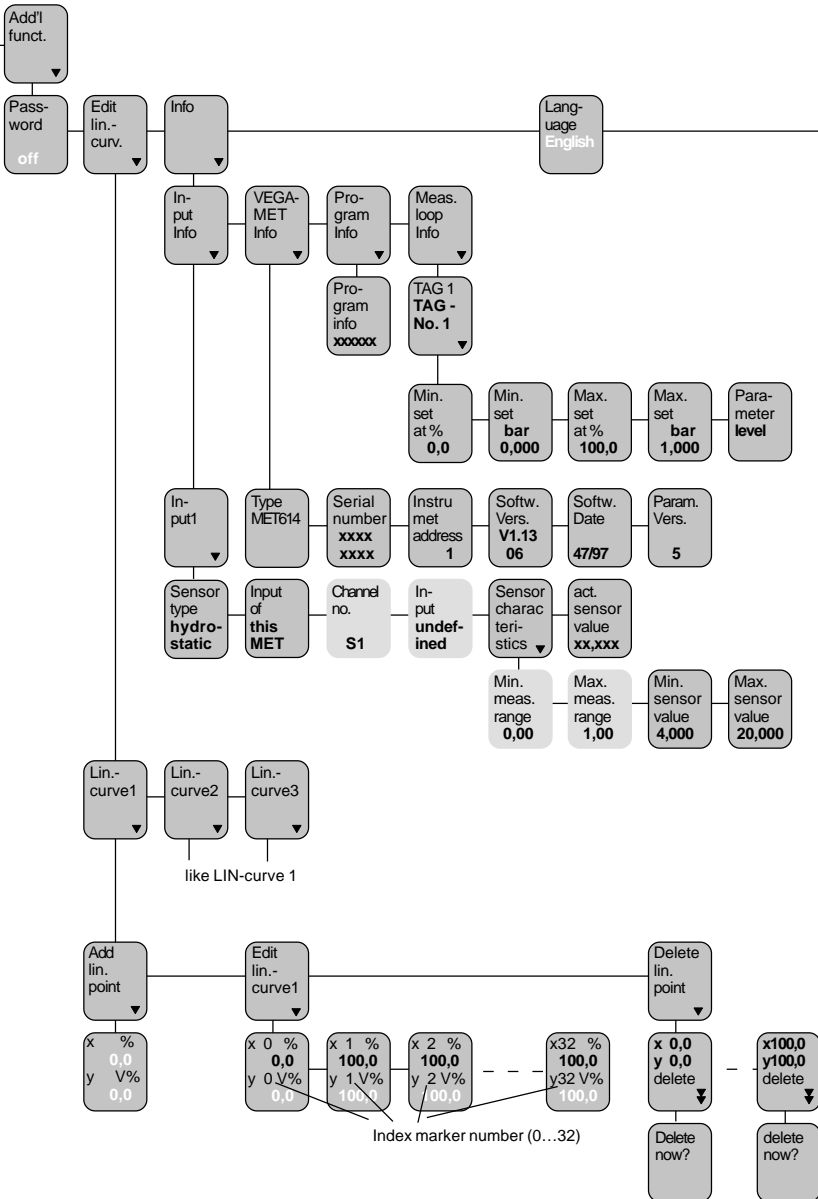 Add'l
funct.
Pass-
word
off
Edit
lin.-
curv.
Info
Lang-
uage
English
In-
put
Info
VEGA-
MET
Info
Pro-
gram
Info
Meas.
loop
Info
Pro-
gram
info
xxxxxx
TAG 1
TAG -
No. 1
Min.
set
at %
0,0
Min.
set
bar
0,000
Max.
set
at %
100,0
Max.
set
bar
1,000
Para-
meter
level
In-
put1
Type
MET614
Serial
number
xxxx
xxxx
Instru
met
address
1
Softw.
Vers.
V1.13
06
Softw.
Date
47/97
Param.
Vers.
5
Sensor
type
hydro-
static
Input
of
this
MET
Channel
no.
S1
In-
put
undef-
ined
Sensor
charac
teri-
stics
act.
sensor
value
xx,xxx
Min.
meas.
range
0,00
Max.
meas.
range
1,00
Min.
sensor
value
4,000
Max.
sensor
value
20,000
Lin.-
curve1
Lin.-
curve2
Lin.-
curve3
like LIN-curve 1
Add
lin.
point
Edit
lin.-
curve1
Delete
lin.
point
x %
0,0
y V%
0,0
x 0 %
0,0
y 0 V%
0,0
x 1 %
100,0
y 1 V%
100,0
x 2 %
100,0
y 2 V%
100,0
x32 %
100,0
y32 V%
100,0
x 0,0
y 0,0
delete
x100,0
y100,0
delete
Index marker number (0…32)
Delete
now?
delete
now?